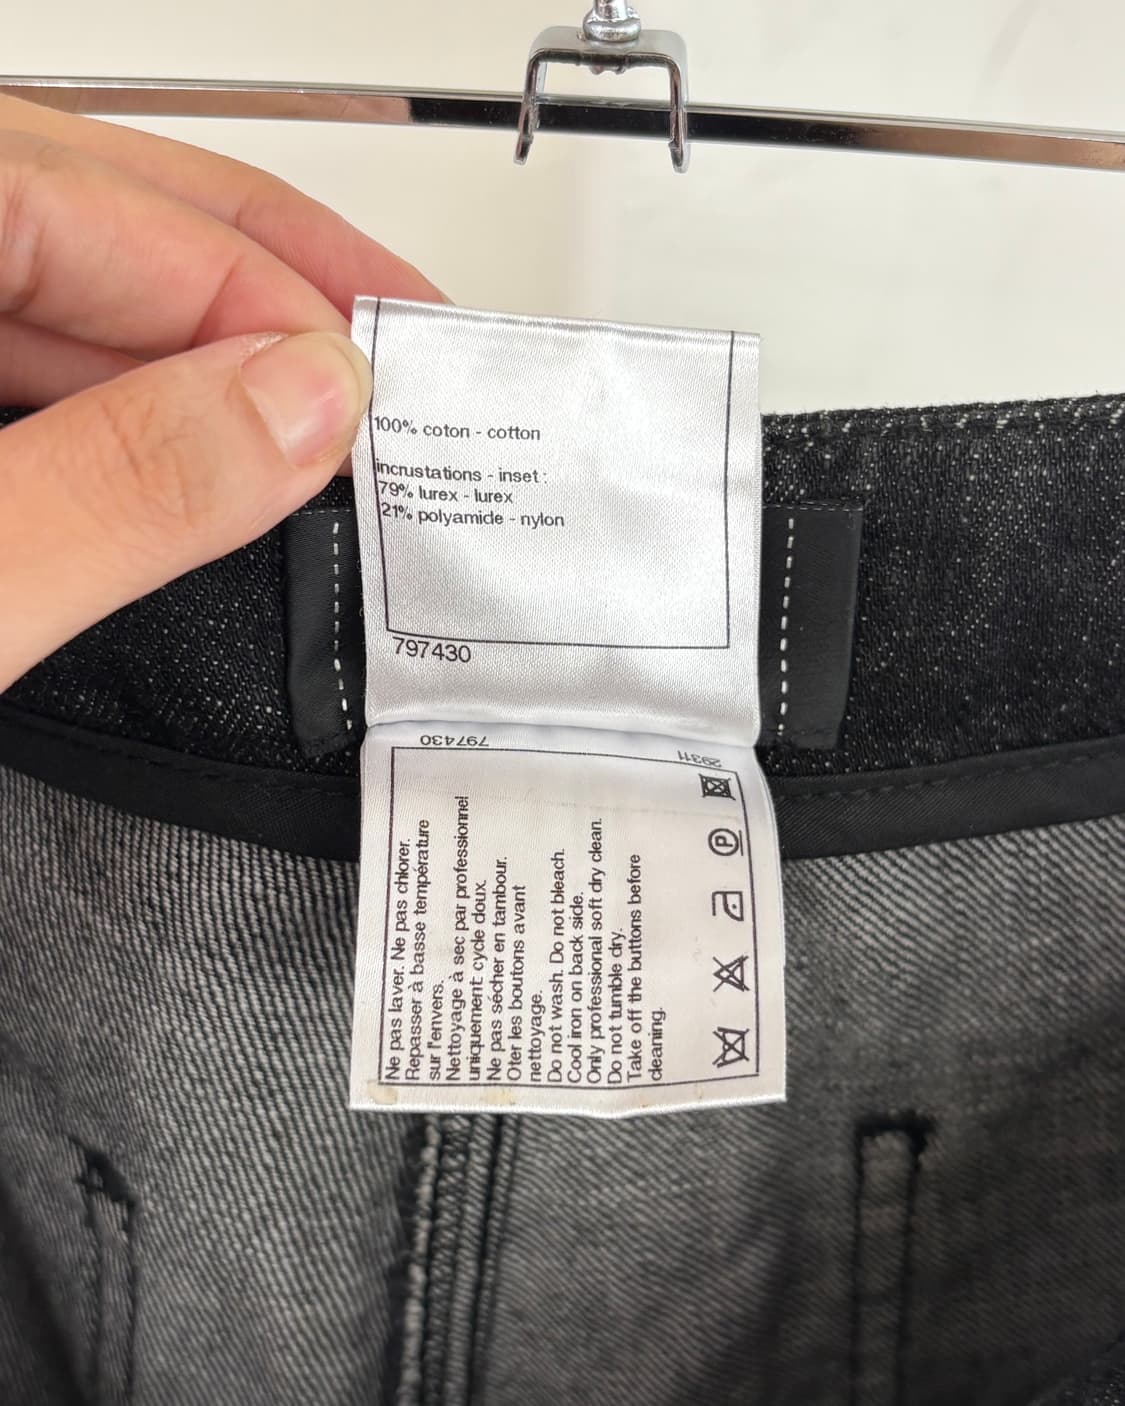 100% coton - cotton
incrustations - inset :
79% lurex - lurex
21% polyamide - nylon
797430
797430
29311
Ne pas laver. Ne pas chlorer.
Repasser à basse température
sur l'envers.
Nettoyage à sec par professionnel
uniquement cycle doux.
Ne pas sécher en tambour.
Oter les boutons avant
nettoyage.
Do not wash. Do not bleach.
Cool iron on back side.
Only professional soft dry clean.
Do not tumble dry.
Take off the buttons before
cleaning.
P